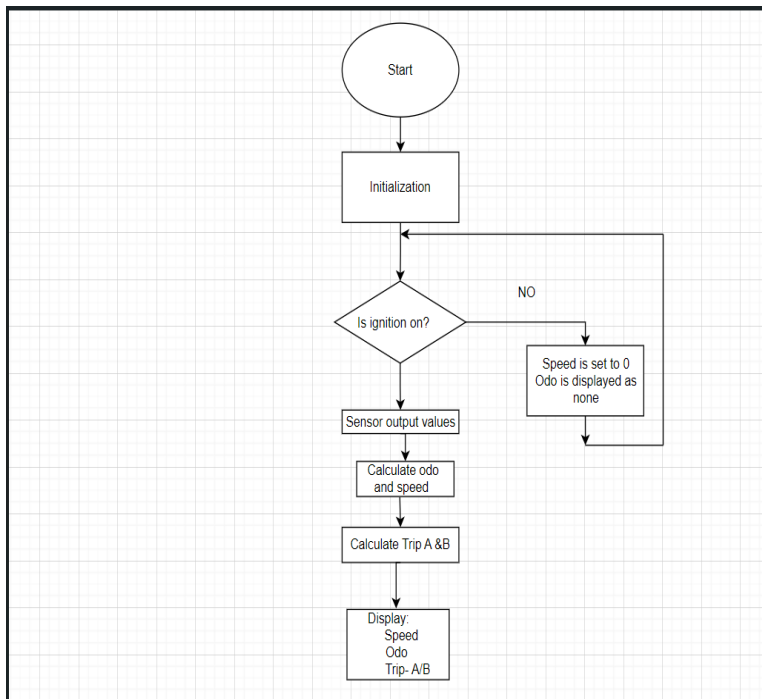 Start
Initialization
NO
Is ignition on?
Speed is set to 0
Odo is displayed as
none
Sensor output values
Calculate odo
and speed
Calculate Trip A &B
Display:
Speed
Odo
Trip- A/B